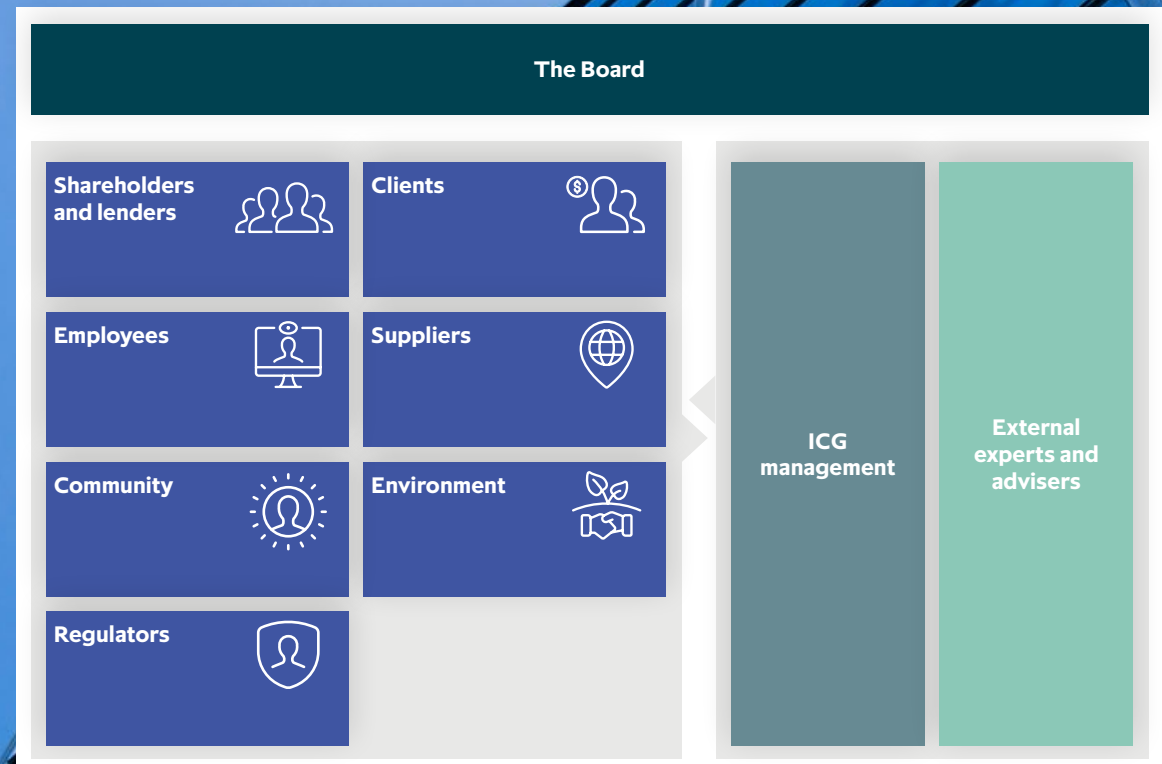 The Board
Shareholders
and lenders
Clients
Employees
Suppliers
Community
Environment
Regulators
ICG
management
External
experts and
advisers